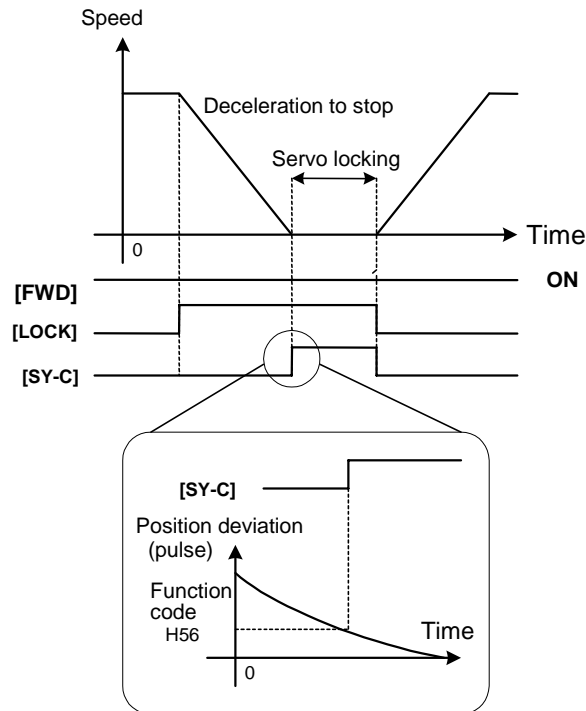 Speed
Deceleration to stop
Servo locking
Time
0
[FWD]
ON
[LOCK]
[SY-C]
[SY-C]
Position deviation
(pulse)
Function
code
H56
Time
0